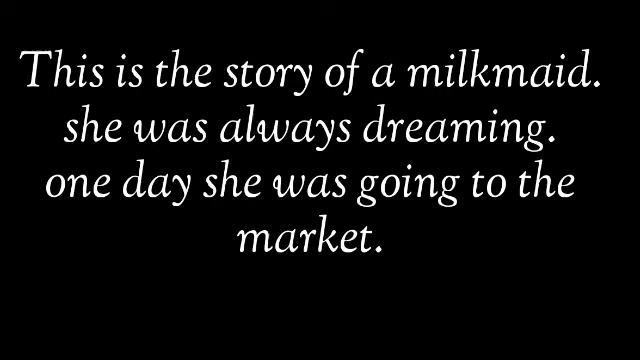 This is the story of a milkmaid.
she was always dreaming.
one day she was going to the
market.